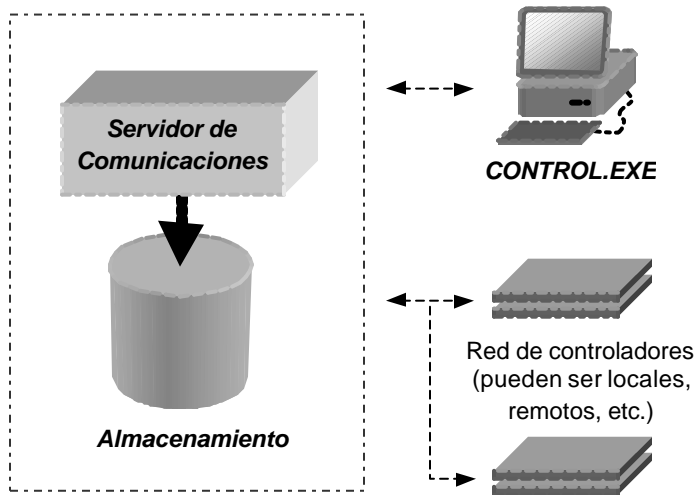 Servidor de
Comunicaciones
CONTROL.EXE
Red de controladores
(pueden ser locales,
remotos, etc.)
Almacenamiento